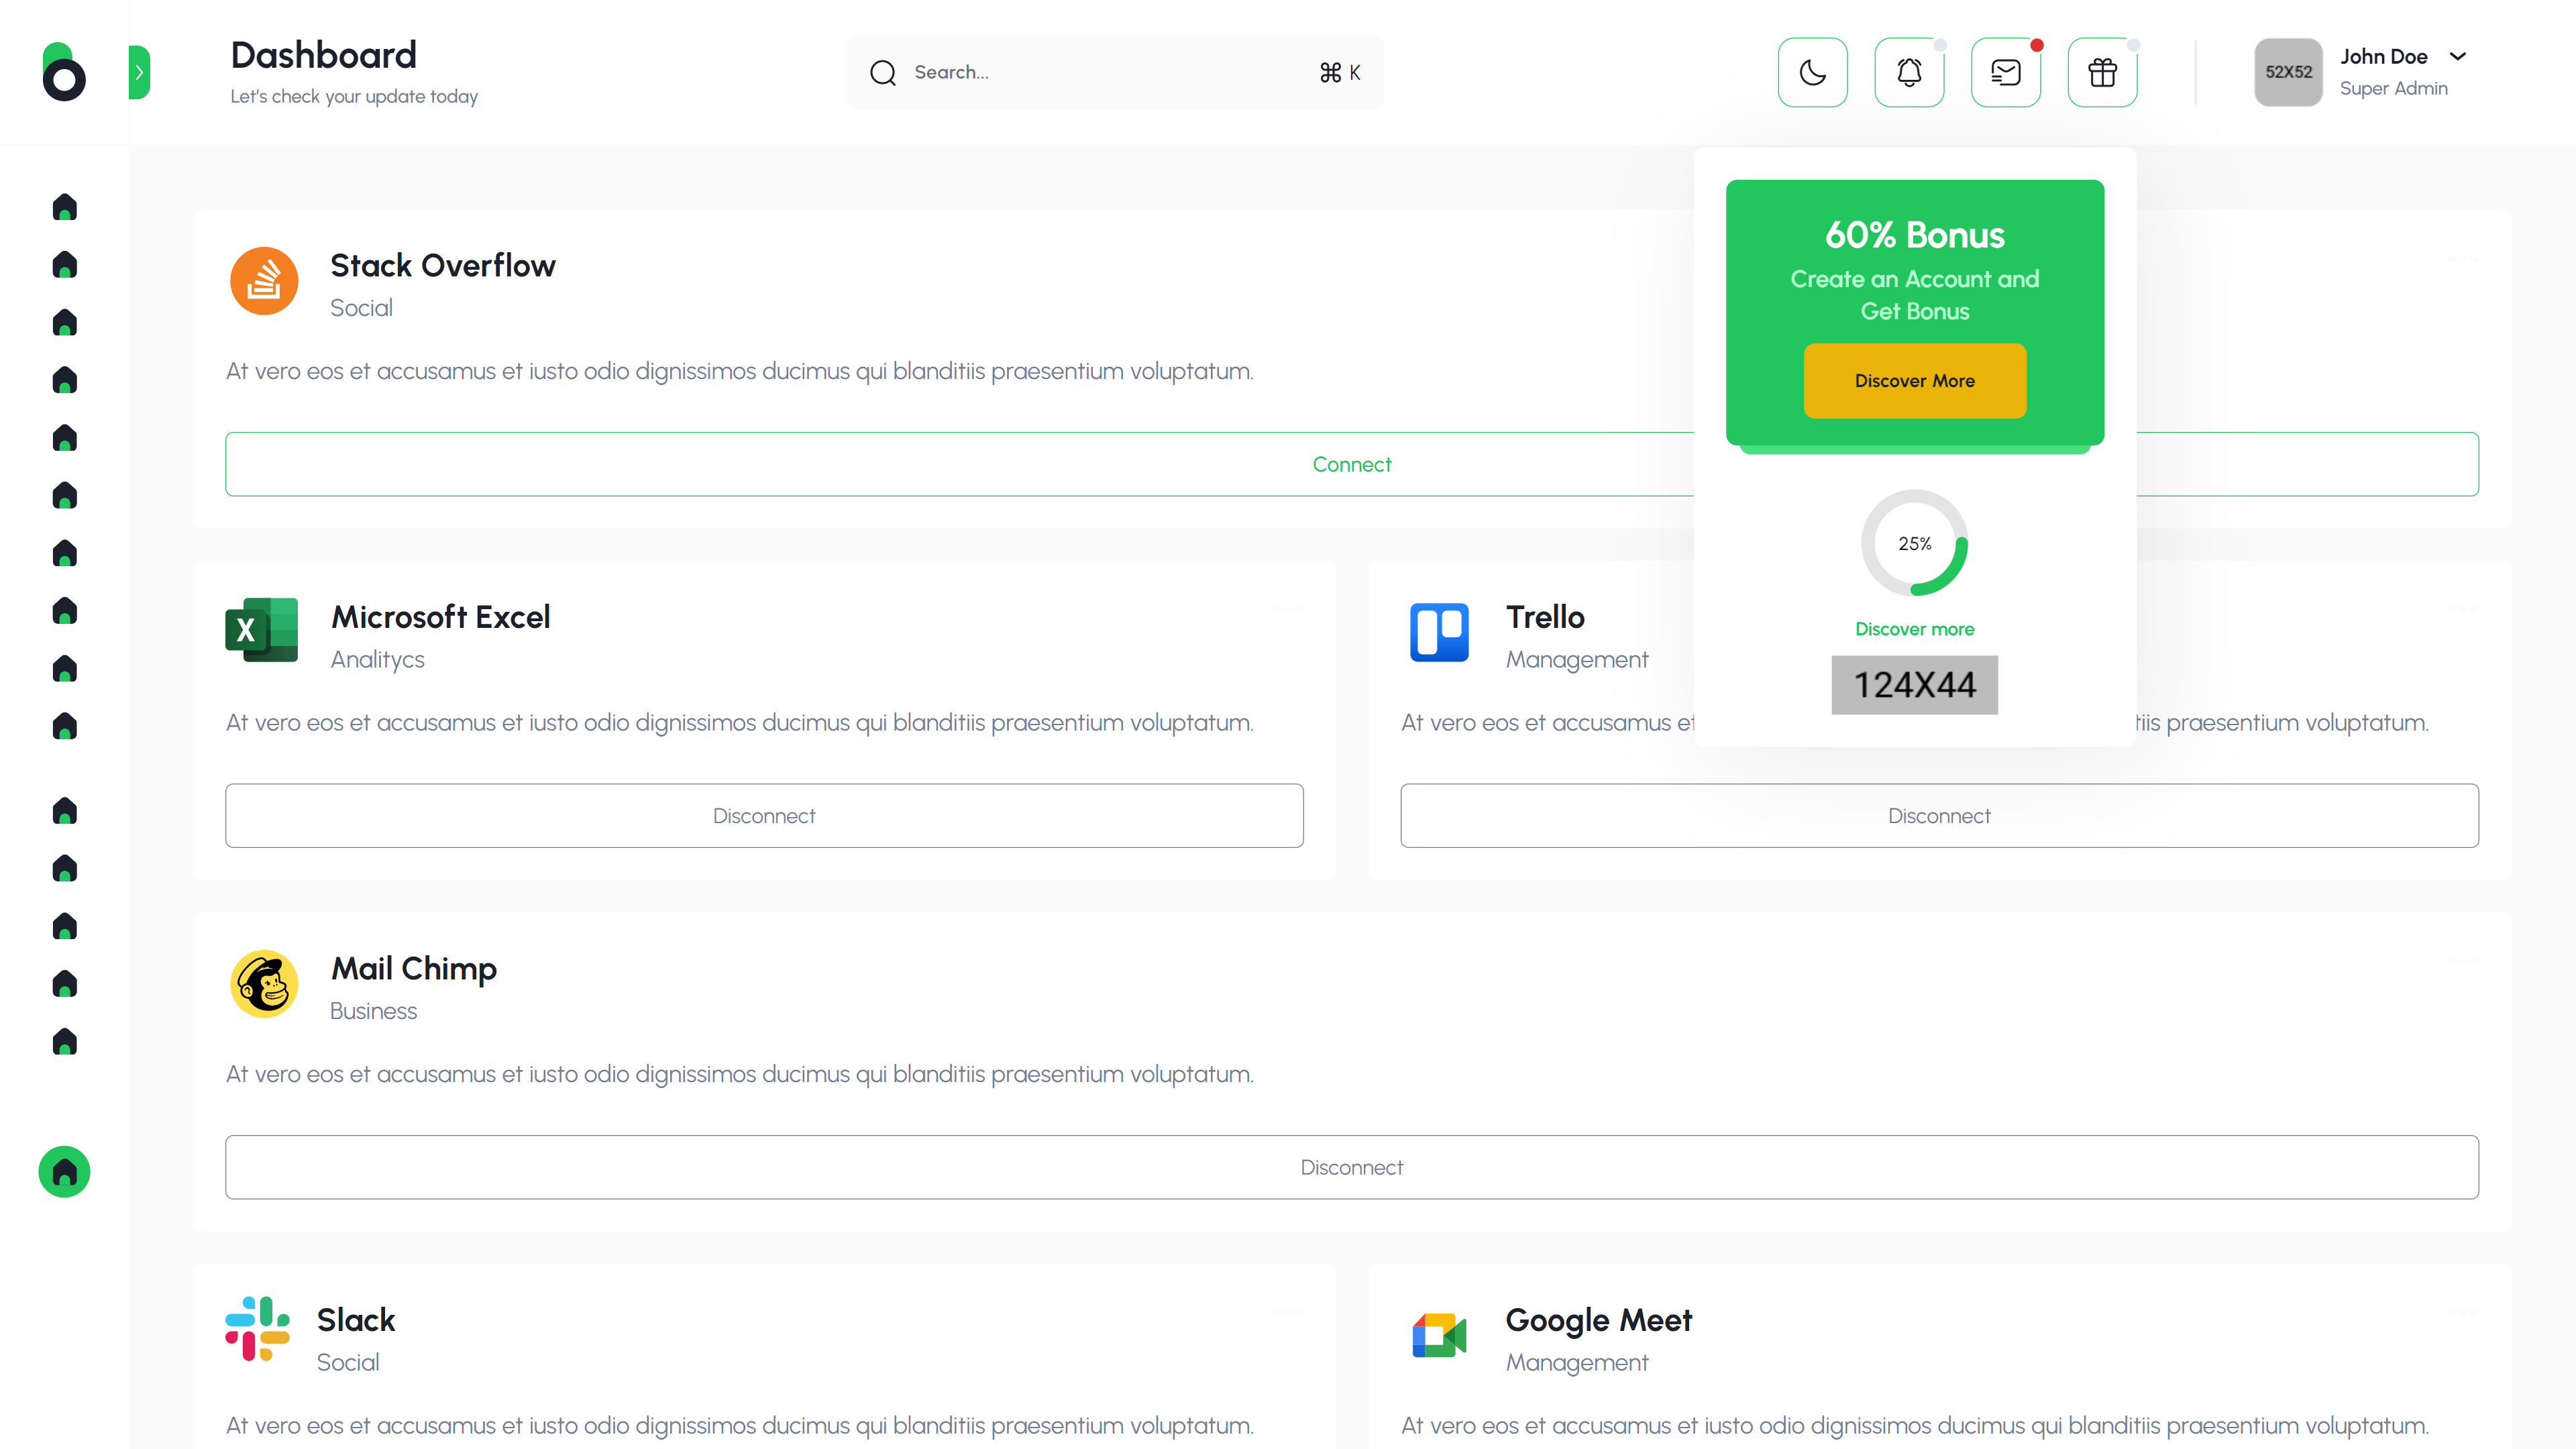 Dashboard
Let's check your update today
Search...
⌘ K
52X52
John Doe
Super Admin
60% Bonus
Create an Account and
Get Bonus
Discover More
25%
Discover more
124X44
Stack Overflow
Social
At vero eos et accusamus et iusto odio dignissimos ducimus qui blanditiis praesentium voluptatum.
Connect
Microsoft Excel
Analitycs
At vero eos et accusamus et iusto odio dignissimos ducimus qui blanditiis praesentium voluptatum.
Disconnect
Trello
Management
At vero eos et accusamus et
praesentium voluptatum.
Disconnect
Mail Chimp
Business
At vero eos et accusamus et iusto odio dignissimos ducimus qui blanditiis praesentium voluptatum.
Disconnect
Slack
Social
At vero eos et accusamus et iusto odio dignissimos ducimus qui blanditiis praesentium voluptatum.
Google Meet
Management
At vero eos et accusamus et iusto odio dignissimos ducimus qui blanditiis praesentium voluptatum.